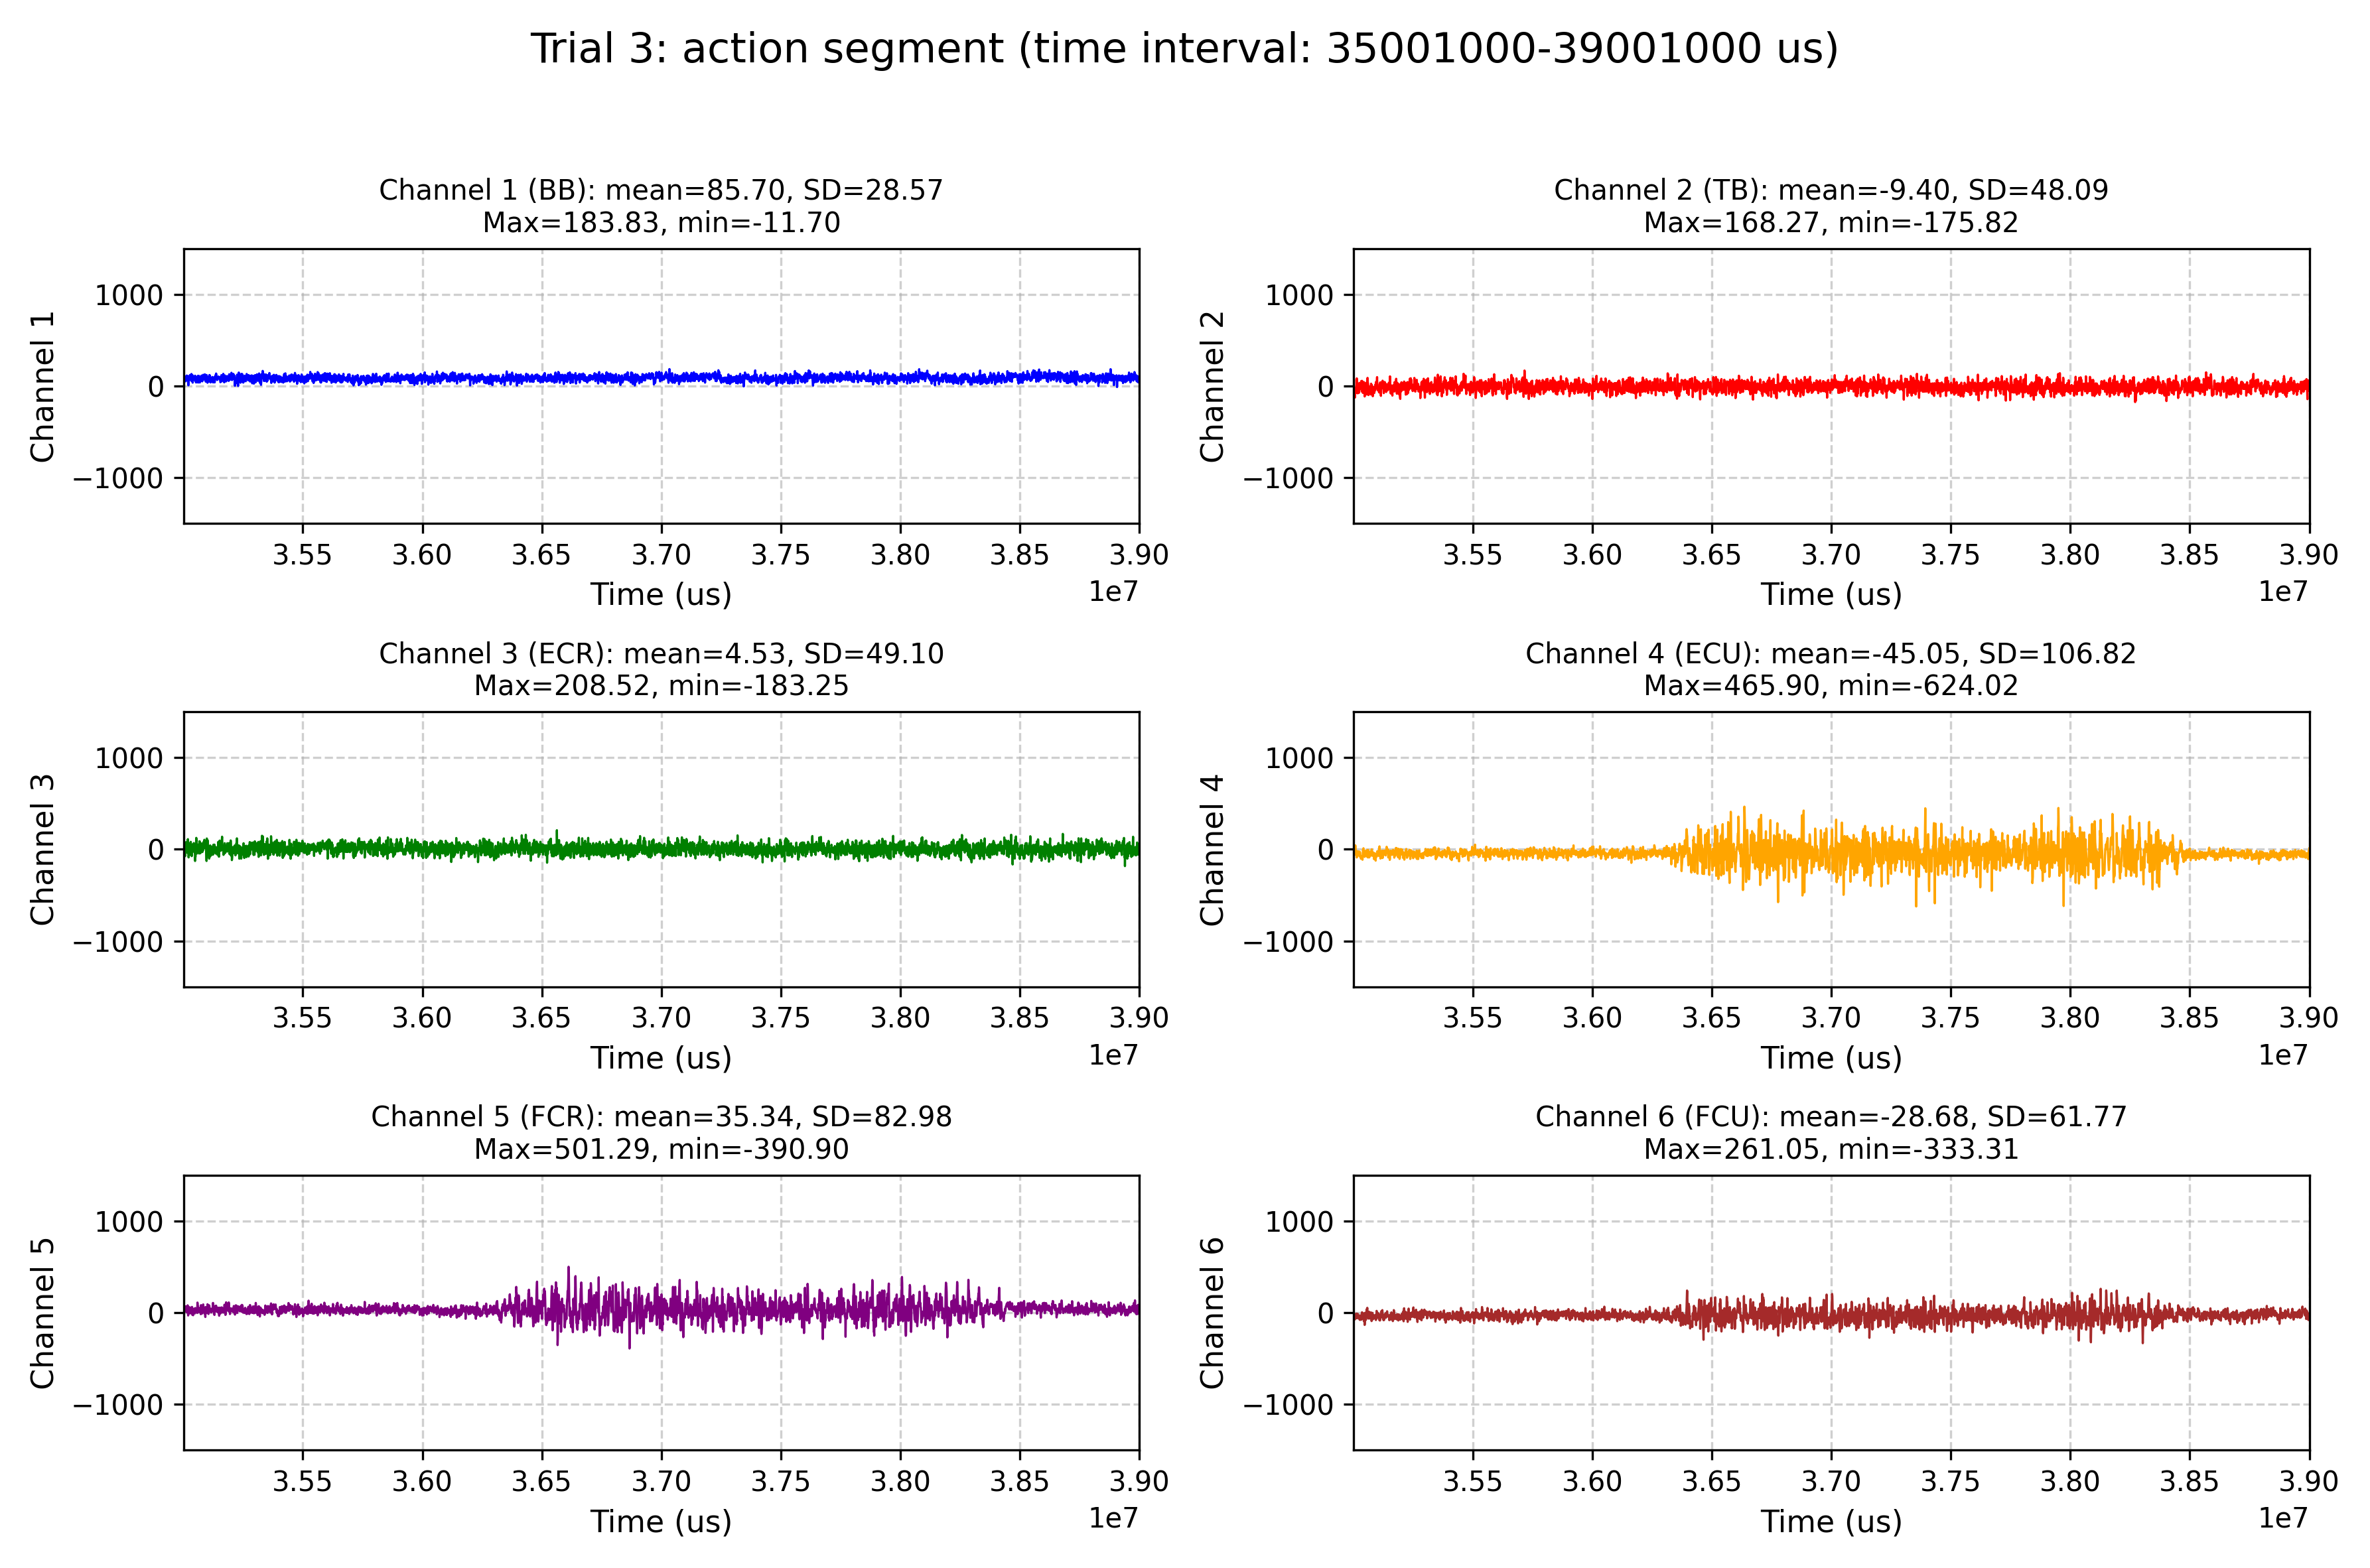 Trial 3: action segment (time interval: 35001000-39001000 us)
Channel 1 (BB): mean=85.70, SD=28.57
Max=183.83, min=-11.70
1000
0
−1000
Channel 1
3.55 3.60 3.65 3.70 3.75 3.80 3.85 3.90
Time (us)
1e7
Channel 2 (TB): mean=-9.40, SD=48.09
Max=168.27, min=-175.82
1000
0
−1000
Channel 2
3.55 3.60 3.65 3.70 3.75 3.80 3.85 3.90
Time (us)
1e7
Channel 3 (ECR): mean=4.53, SD=49.10
Max=208.52, min=-183.25
1000
0
−1000
Channel 3
3.55 3.60 3.65 3.70 3.75 3.80 3.85 3.90
Time (us)
1e7
Channel 4 (ECU): mean=-45.05, SD=106.82
Max=465.90, min=-624.02
1000
0
−1000
Channel 4
3.55 3.60 3.65 3.70 3.75 3.80 3.85 3.90
Time (us)
1e7
Channel 5 (FCR): mean=35.34, SD=82.98
Max=501.29, min=-390.90
1000
0
−1000
Channel 5
3.55 3.60 3.65 3.70 3.75 3.80 3.85 3.90
Time (us)
1e7
Channel 6 (FCU): mean=-28.68, SD=61.77
Max=261.05, min=-333.31
1000
0
−1000
Channel 6
3.55 3.60 3.65 3.70 3.75 3.80 3.85 3.90
Time (us)
1e7